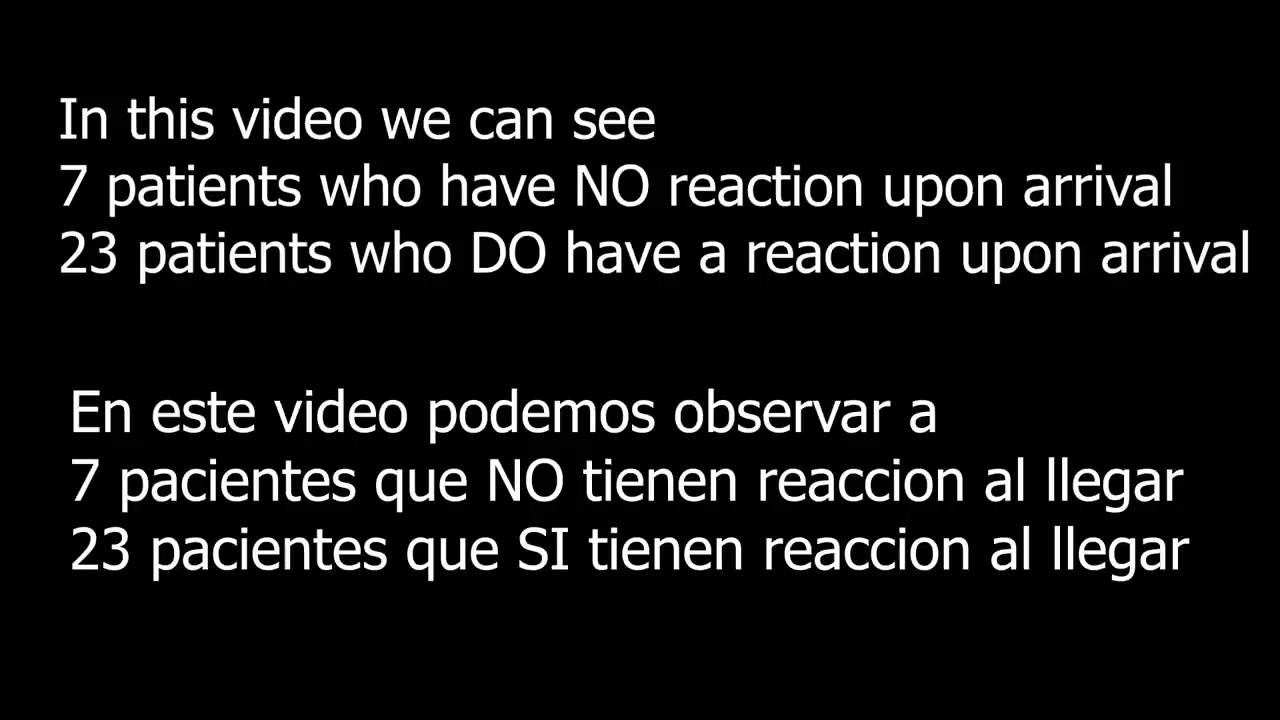 In this video we can see
7 patients who have NO reaction upon arrival
23 patients who DO have a reaction upon arrival
En este video podemos observar a
7 pacientes que NO tienen reaccion al llegar
23 pacientes que SI tienen reaccion al llegar